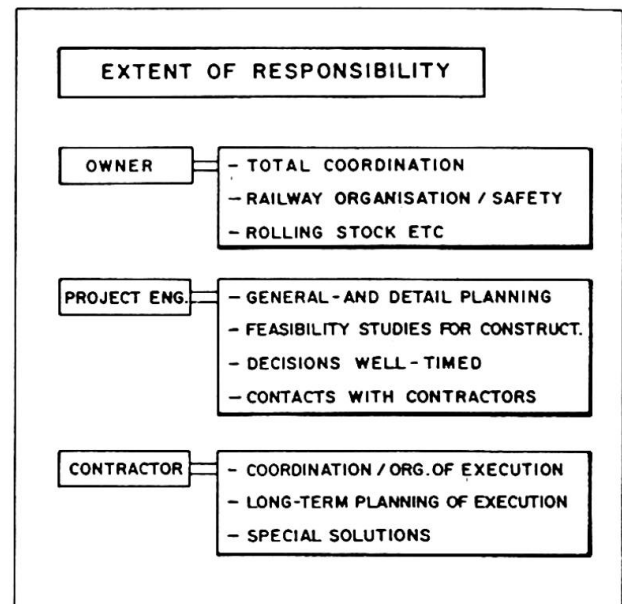 EXTENT OF RESPONSIBILITY
OWNER
- TOTAL COORDINATION
- RAILWAY ORGANISATION / SAFETY
- ROLLING STOCK ETC
PROJECT ENG.
- GENERAL-AND DETAIL PLANNING
- FEASIBILITY STUDIES FOR CONSTRUCT.
- DECISIONS WELL-TIMED
- CONTACTS WITH CONTRACTORS
CONTRACTOR
- COORDINATION / ORG. OF EXECUTION
- LONG-TERM PLANNING OF EXECUTION
- SPECIAL SOLUTIONS